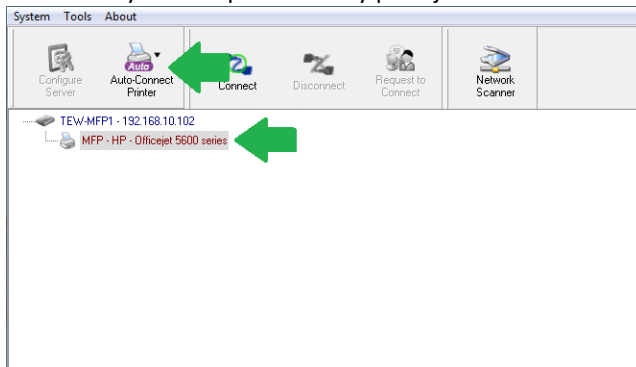 System Tools About
Configure Server
Auto
Auto-Connect Printer
Connect
Disconnect
Request to Connect
Network Scanner
TEW-MFP1 - 192.168.10.102
MFP - HP - Officejet 5600 series